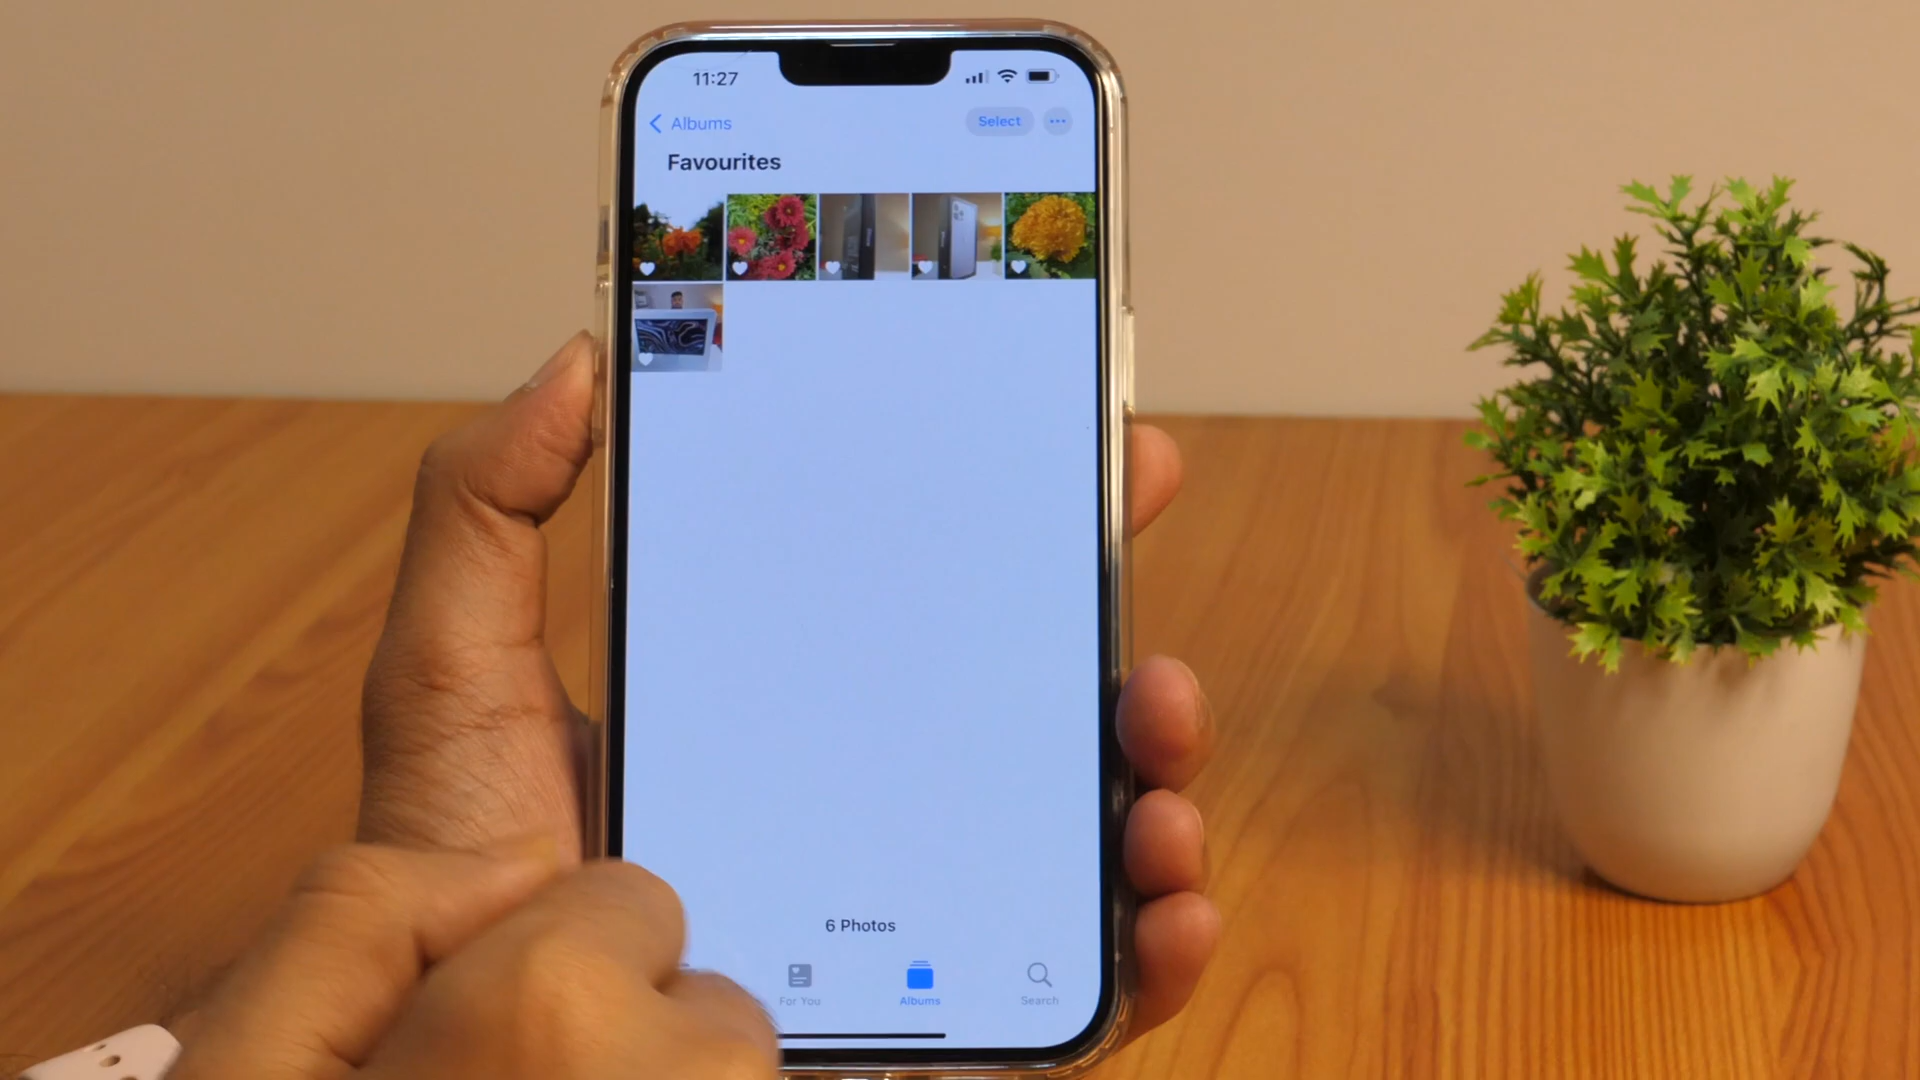 11:27
Albums
Select
Favourites
6 Photos
For You
Albums
Search